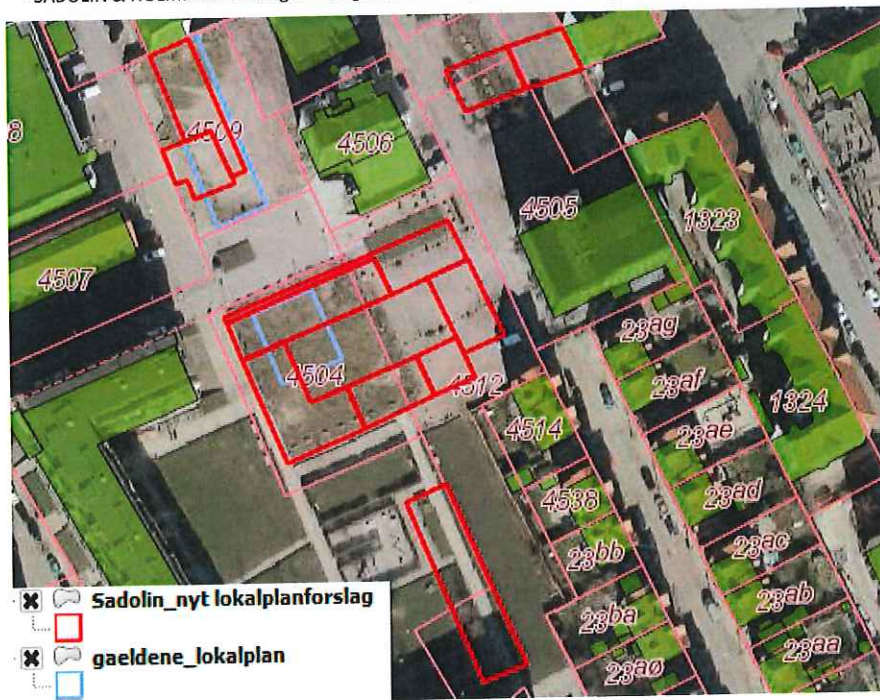 8
4509
4506
4505
1323
4507
23ag
4504
4512
23af
1324
4514
23ae
4538
23ad
23bb
23ac
Sadolin_nyt lokalplanforslag
23ba
23ab
gaeldene_lokalplan
23aø
23aa